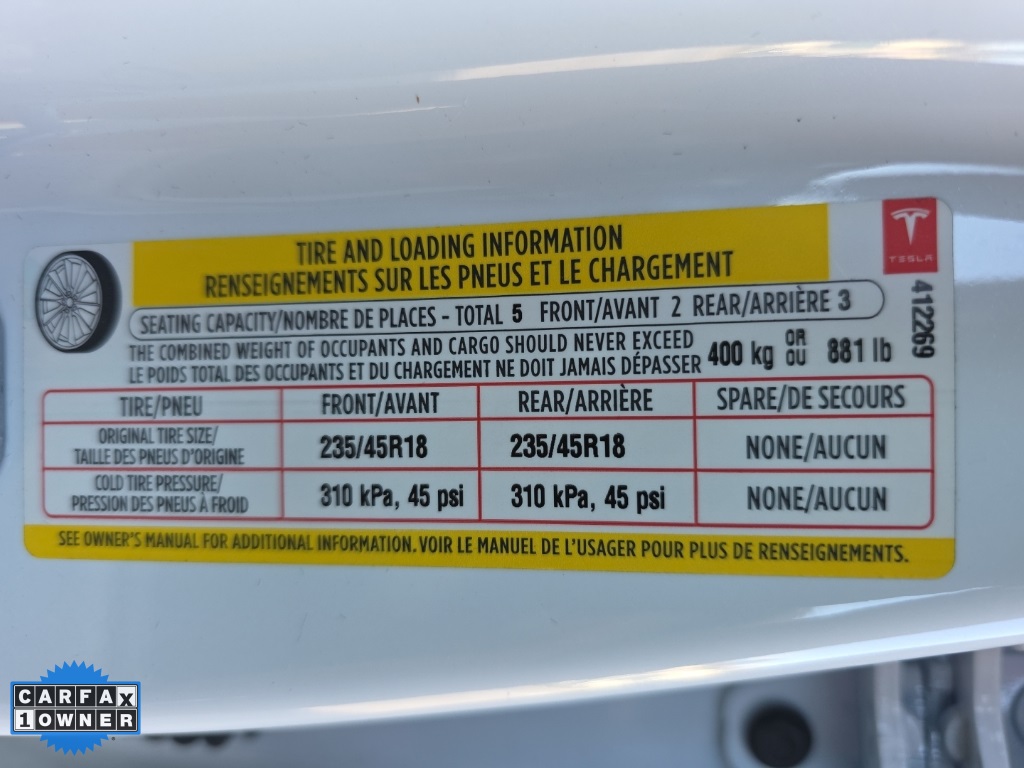 TIRE AND LOADING INFORMATION
RENSEIGNEMENTS SUR LES PNEUS ET LE CHARGEMENT
TESLA
SEATING CAPACITY/NOMBRE DE PLACES - TOTAL 5 FRONT/AVANT 2 REAR/ARRIÈRE 3
412269
THE COMBINED WEIGHT OF OCCUPANTS AND CARGO SHOULD NEVER EXCEED
LE POIDS TOTAL DES OCCUPANTS ET DU CHARGEMENT NE DOIT JAMAIS DÉPASSER
400 kg OR
OU 881 lb
TIRE/PNEU FRONT/AVANT REAR/ARRIÈRE SPARE/DE SECOURS
ORIGINAL TIRE SIZE/
TAILLE DES PNEUS D'ORIGINE 235/45R18 235/45R18 NONE/AUCUN
COLD TIRE PRESSURE/
PRESSION DES PNEUS À FROID 310 kPa, 45 psi 310 kPa, 45 psi NONE/AUCUN
SEE OWNER'S MANUAL FOR ADDITIONAL INFORMATION. VOIR LE MANUEL DE L'USAGER POUR PLUS DE RENSEIGNEMENTS.
CARFAX
1 OWNER